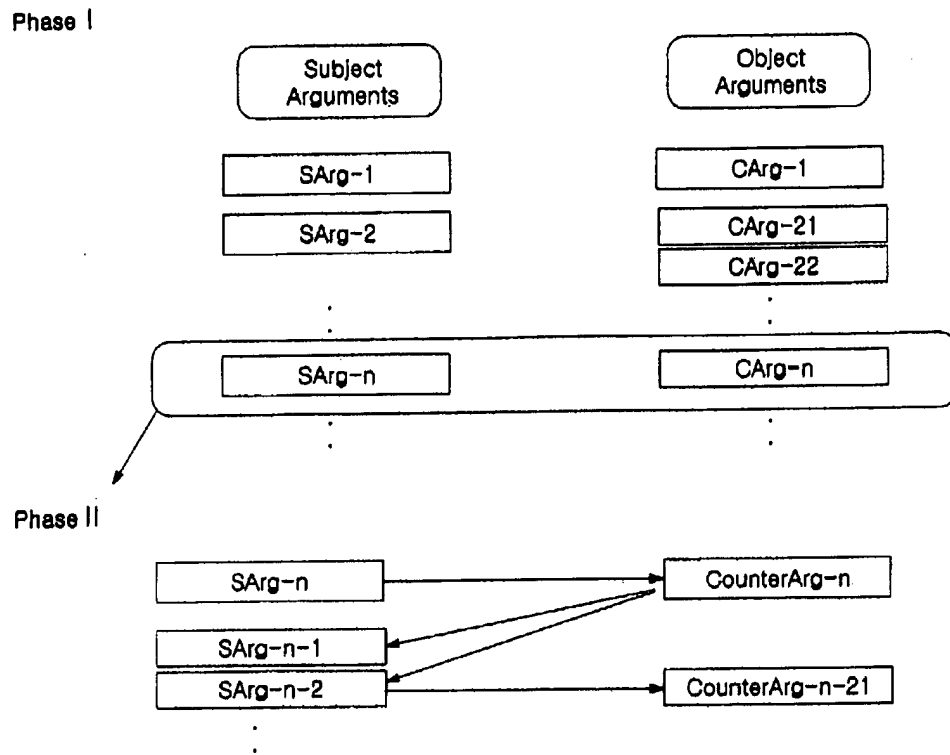 Phase I
Subject
Arguments
Object
Arguments
SArg-1
CArg-1
SArg-2
CArg-21
CArg-22
SArg-n
CArg-n
Phase II
SArg-n
CounterArg-n
SArg-n-1
SArg-n-2
CounterArg-n-21